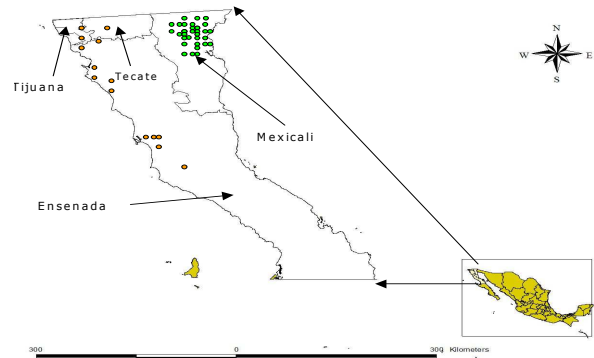 N
W E
S
Tijuana
Tecate
Mexicali
Ensenada
300 0 300 Kilometers